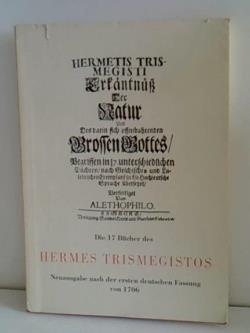 HERMETIS TRIS-
MEGISTI
Erkäntnüß
Der
Natur
Und
Des darin sich offenbahrenden
Grossen Gottes/
Begriffen in 17. unterschiedlichen
Büchern/ nach Griechischen und La-
teinischen Exemplaren in die Hochteutsche
Sprache übersetzet/
Verfertiget
Von
ALETHOPHILO.
HAMBURG/
Die 17 Bücher des
HERMES TRISMEGISTOS
Neuausgabe nach der ersten deutschen Fassung
von 1706